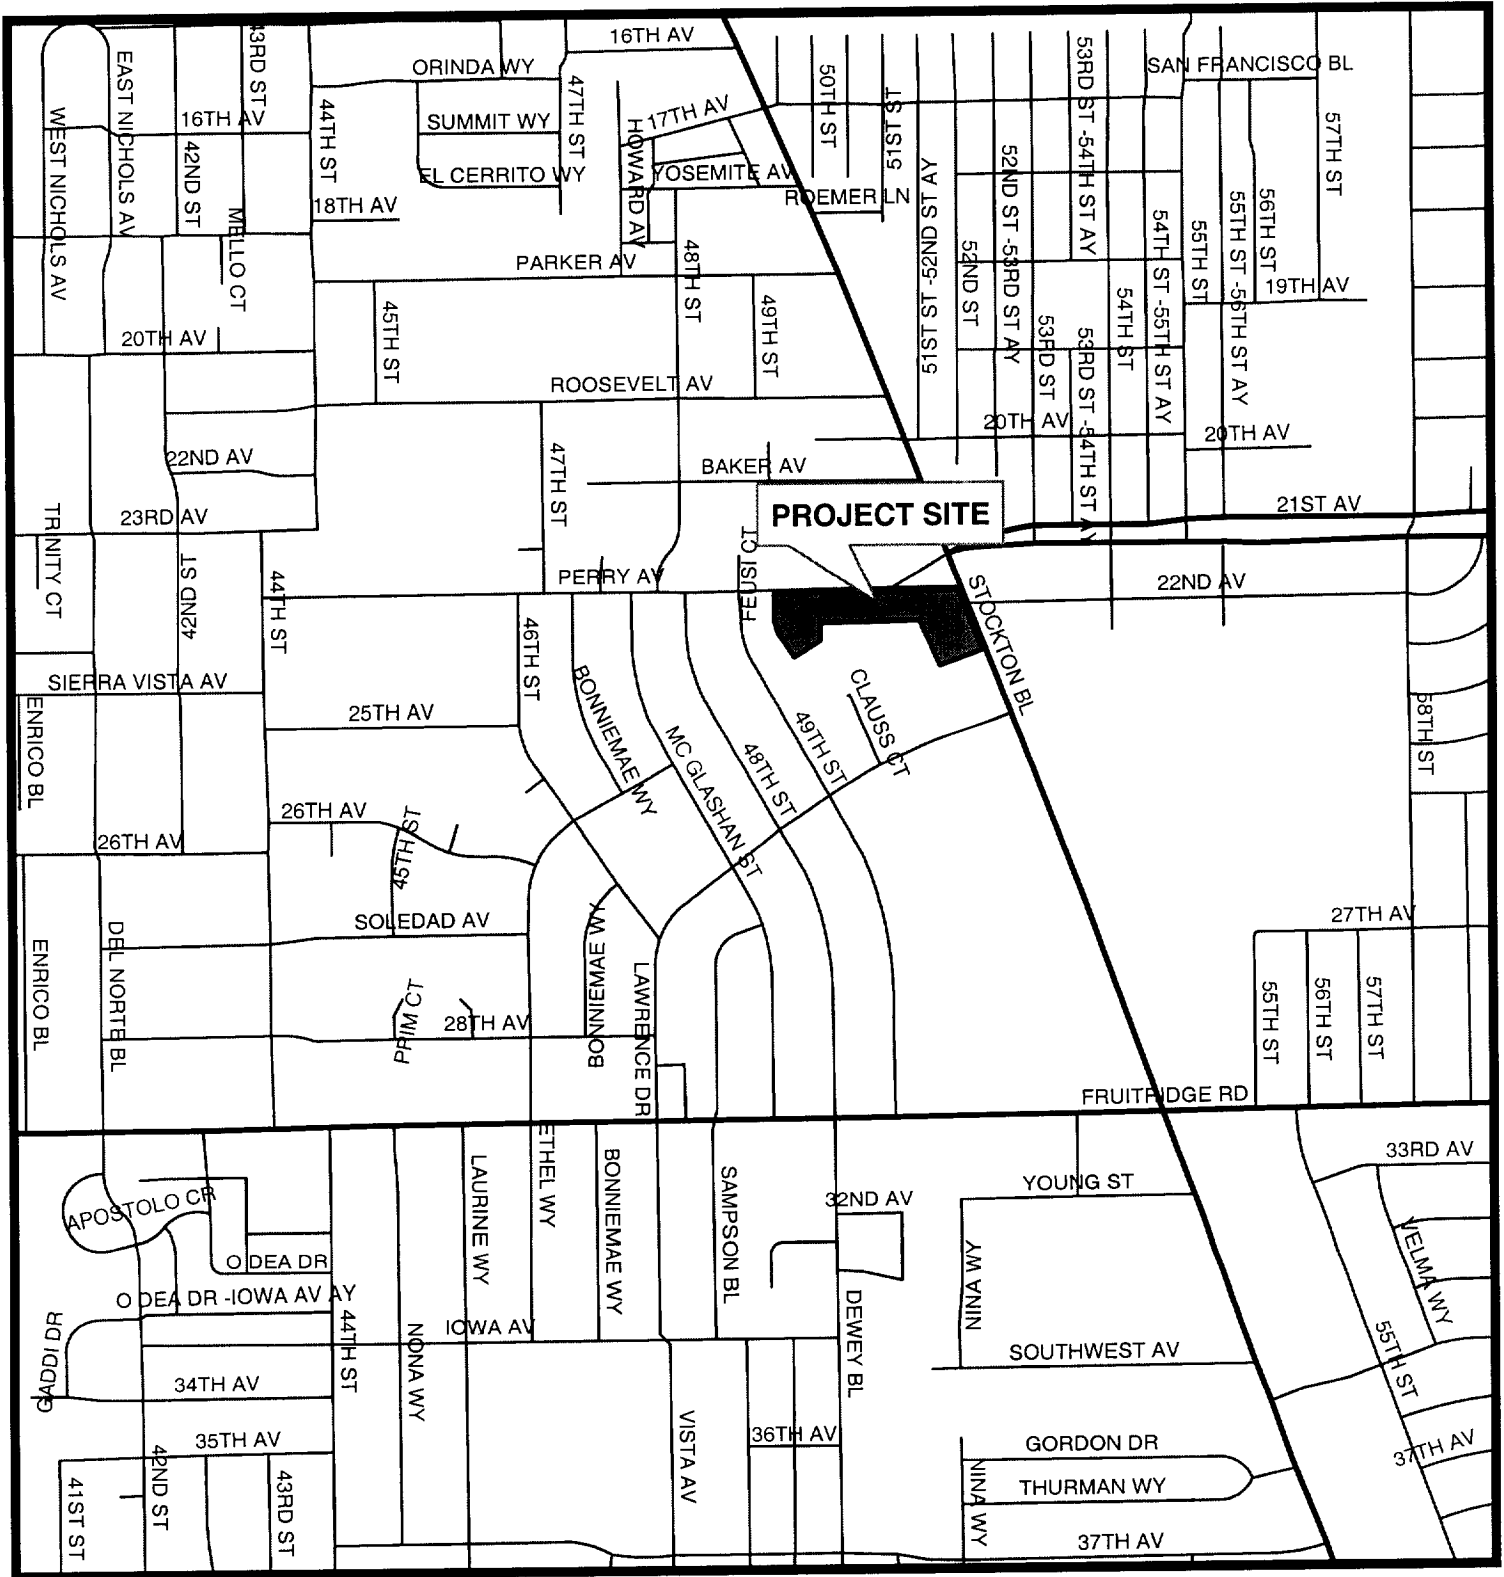 16TH AV
ORINDA WY
SAN FRANCISCO BL
43RD ST
EAST NICHOLS AV
WEST NICHOLS AV
16TH AV
42ND ST
44TH ST
SUMMIT WY
47TH ST
HOWARD AV
17TH AV
50TH ST
51ST ST
53RD ST -54TH ST AY
57TH ST
EL CERRITO WY
YOSEMITE AV
ROEMER LN
18TH AV
MELLO CT
PARKER AV
48TH ST
49TH ST
51ST ST -52ND ST AY
52ND ST
52ND ST -53RD ST AY
53RD ST
53RD ST -54TH ST AY
54TH ST
54TH ST -55TH ST AY
55TH ST
55TH ST -56TH ST AY
56TH ST
19TH AV
45TH ST
20TH AV
ROOSEVELT AV
20TH AV
20TH AV
22ND AV
47TH ST
BAKER AV
PROJECT SITE
21ST AV
TRINITY CT
23RD AV
42ND ST
44TH ST
PERRY AV
FEUSI CT
22ND AV
STOCKTON BL
46TH ST
SIERRA VISTA AV
ENRICO BL
25TH AV
BONNIEMAE WY
MC GLASHAN ST
48TH ST
49TH ST
CLAUSS CT
58TH ST
26TH AV
45TH ST
26TH AV
SOLEDAD AV
27TH AV
ENRICO BL
DEL NORTE BL
PRIM CT
28TH AV
BONNIEMAE WY
LAWRENCE DR
55TH ST
56TH ST
57TH ST
FRUITRIDGE RD
33RD AV
APOSTOLO CR
LAURINE WY
ETHEL WY
BONNIEMAE WY
SAMPSON BL
32ND AV
YOUNG ST
NINA WY
VELMA WY
O DEA DR
O DEA DR -IOWA AV AY
GADDI DR
44TH ST
NONA WY
IOWA AV
DEWEY BL
SOUTHWEST AV
55TH ST
34TH AV
35TH AV
41ST ST
42ND ST
43RD ST
VISTA AV
36TH AV
GORDON DR
THURMAN WY
NINA WY
37TH AV
37TH AV